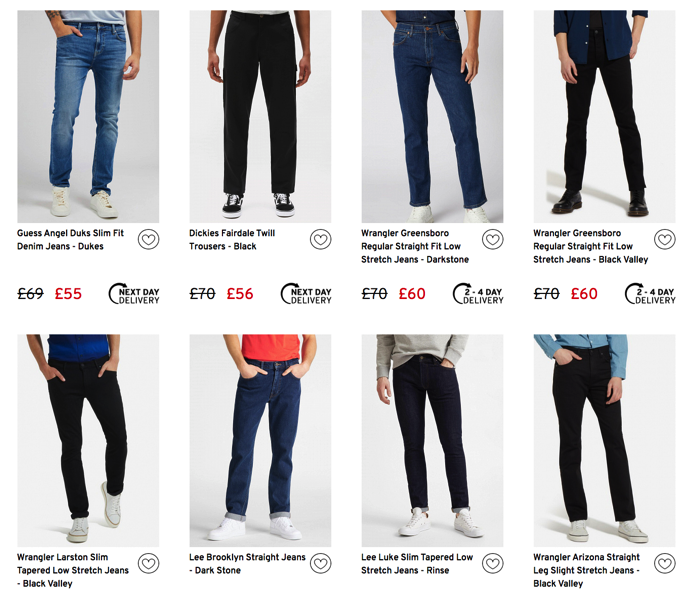 Guess Angel Duks Slim Fit
Denim Jeans - Dukes
Dickies Fairdale Twill
Trousers - Black
Wrangler Greensboro
Regular Straight Fit Low
Stretch Jeans - Darkstone
Wrangler Greensboro
Regular Straight Fit Low
Stretch Jeans - Black Valley
£69 £55
NEXT DAY
DELIVERY
£70 £56
NEXT DAY
DELIVERY
£70 £60
2 - 4 DAY
DELIVERY
£70 £60
2 - 4 DAY
DELIVERY
Wrangler Larston Slim
Tapered Low Stretch Jeans
- Black Valley
Lee Brooklyn Straight Jeans
- Dark Stone
Lee Luke Slim Tapered Low
Stretch Jeans - Rinse
Wrangler Arizona Straight
Leg Slight Stretch Jeans -
Black Valley